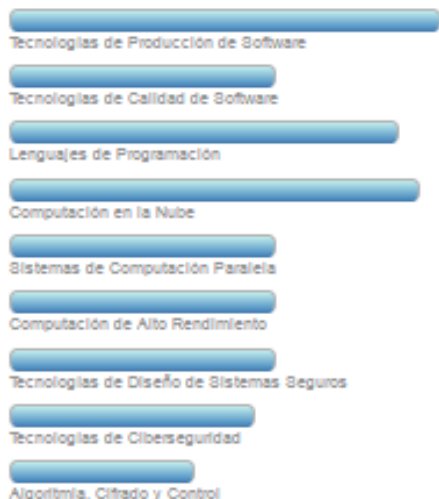 Tecnologías de Producción de Software
Tecnologías de Calidad de Software
Lenguajes de Programación
Computación en la Nube
Sistemas de Computación Paralela
Computación de Alto Rendimiento
Tecnologías de Diseño de Sistemas Seguros
Tecnologías de Ciberseguridad
Algoritmia, Cifrado y Control